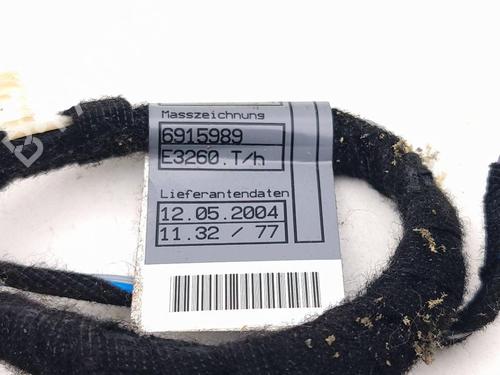 Masszeichnung
6915989
E3260.T/h
Lieferantendaten
12.05.2004
11.32 / 77